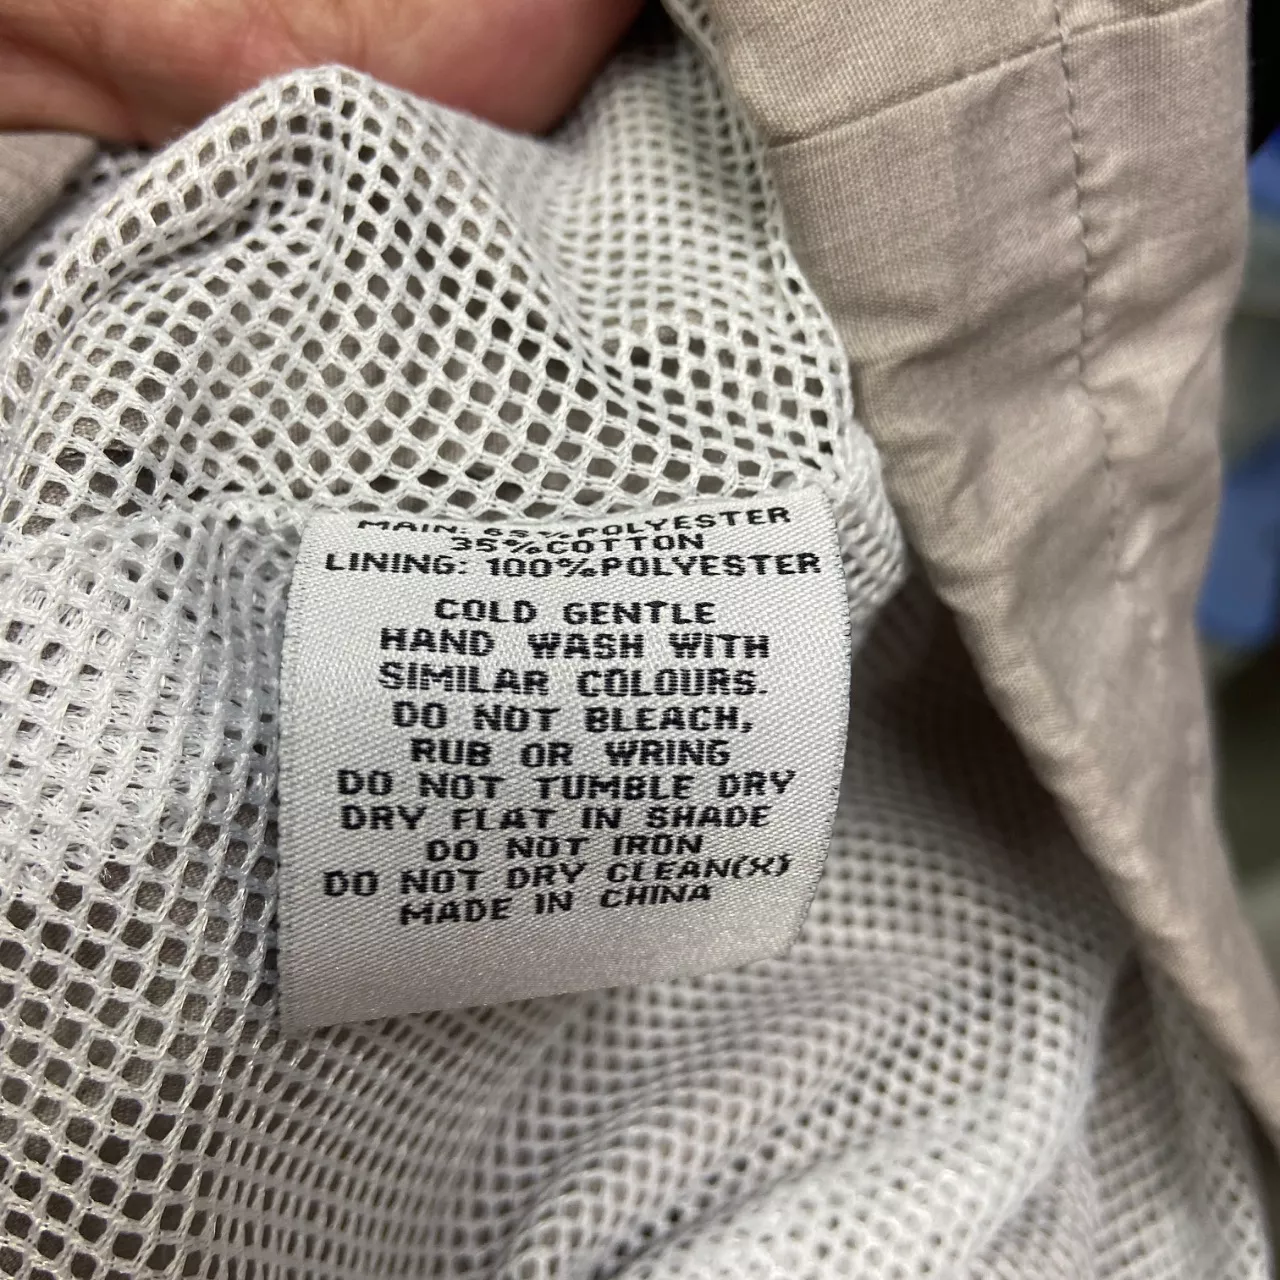 MAIN: 65%POLYESTER
35%COTTON
LINING: 100%POLYESTER
COLD GENTLE
HAND WASH WITH
SIMILAR COLOURS.
DO NOT BLEACH,
RUB OR WRING
DO NOT TUMBLE DRY
DRY FLAT IN SHADE
DO NOT IRON
DO NOT DRY CLEAN(X)
MADE IN CHINA